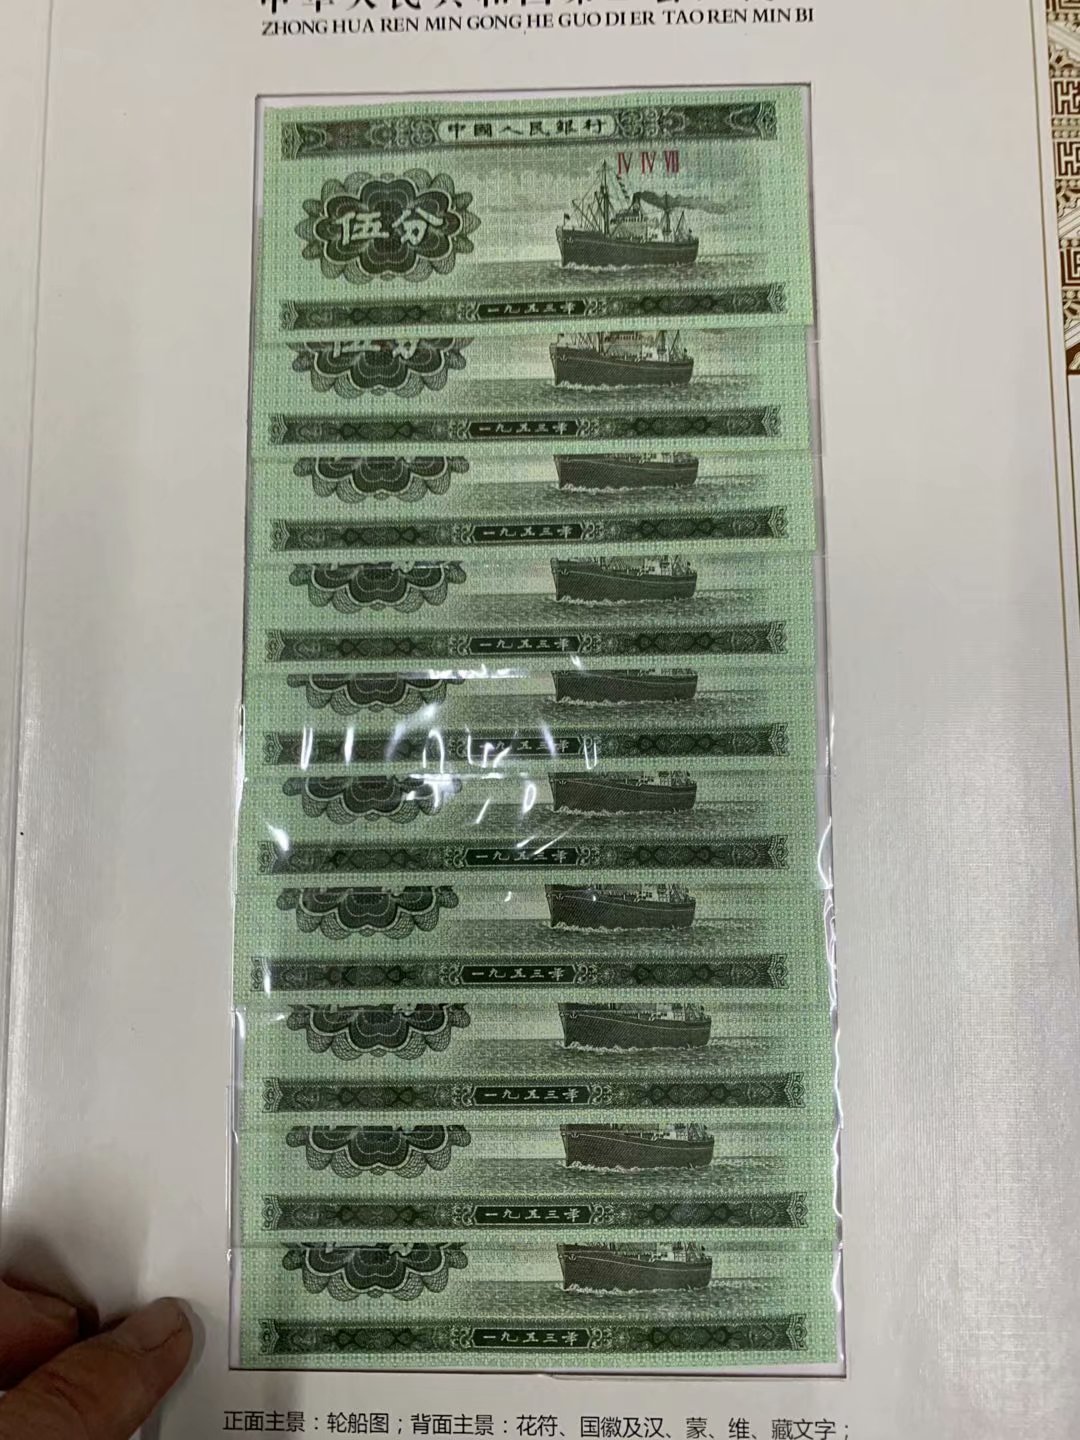 ZHONG HUA REN MIN GONG HE GUO DI ER TAO REN MIN BI
中國人民銀行
IV IV VII
伍分
一九五三年
伍分
一九五三年
一九五三年
一九五三年
一九五三年
一九五三年
一九五三年
一九五三年
一九五三年
一九五三年
正面主景：轮船图；背面主景：花符、国徽及汉、蒙、维、藏文字；